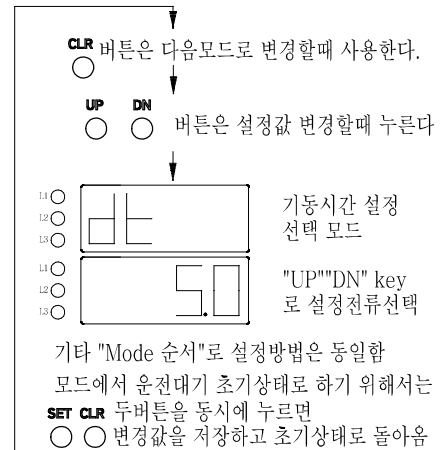 CLR 버튼은 다음모드로 변경할때 사용한다.
UP DN
버튼은 설정값 변경할때 누른다
L1
L2
L3
dt
기동시간 설정
선택 모드
L1
L2
L3
5.0
"UP""DN" key
로 설정전류선택
기타 "Mode 순서"로 설정방법은 동일함
모드에서 운전대기 초기상태로 하기 위해서는
SET CLR 두버튼을 동시에 누르면
변경값을 저장하고 초기상태로 돌아옴